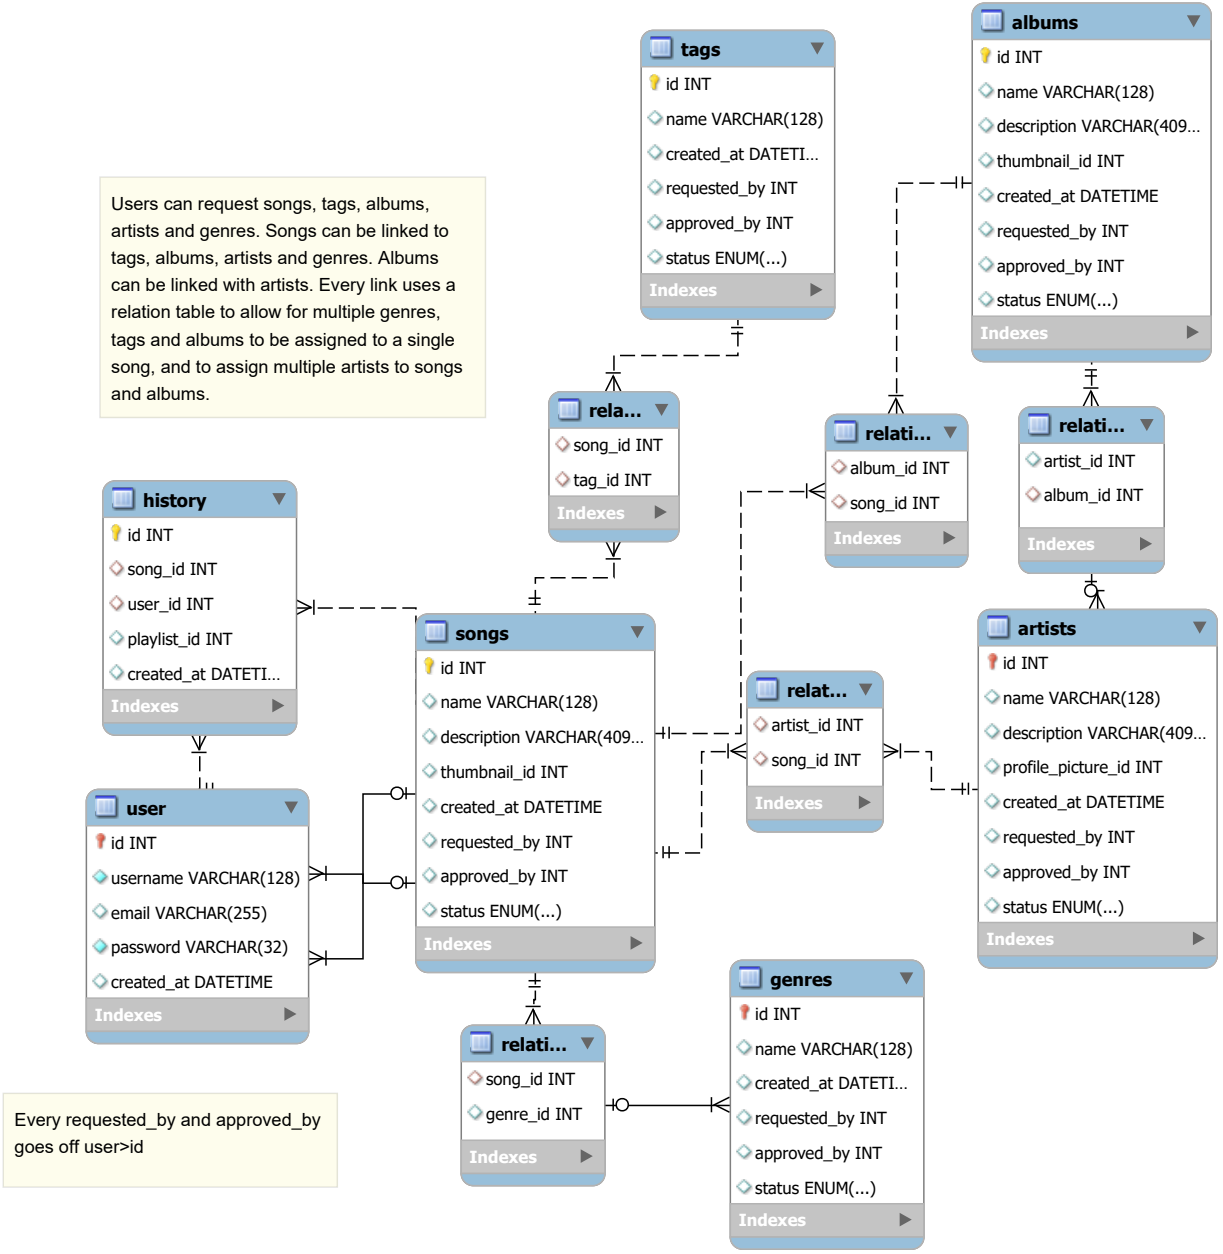 albums
id INT
name VARCHAR(128)
description VARCHAR(409...
thumbnail_id INT
created_at DATETIME
requested_by INT
approved_by INT
status ENUM(...)
Indexes
tags
id INT
name VARCHAR(128)
created_at DATETI...
requested_by INT
approved_by INT
status ENUM(...)
Indexes
Users can request songs, tags, albums,
artists and genres. Songs can be linked to
tags, albums, artists and genres. Albums
can be linked with artists. Every link uses a
relation table to allow for multiple genres,
tags and albums to be assigned to a single
song, and to assign multiple artists to songs
and albums.
rela...
song_id INT
tag_id INT
Indexes
relati...
album_id INT
song_id INT
Indexes
relati...
artist_id INT
album_id INT
Indexes
history
id INT
song_id INT
user_id INT
playlist_id INT
created_at DATETI...
Indexes
songs
id INT
name VARCHAR(128)
description VARCHAR(409...
thumbnail_id INT
created_at DATETIME
requested_by INT
approved_by INT
status ENUM(...)
Indexes
relat...
artist_id INT
song_id INT
Indexes
artists
id INT
name VARCHAR(128)
description VARCHAR(409...
profile_picture_id INT
created_at DATETIME
requested_by INT
approved_by INT
status ENUM(...)
Indexes
user
id INT
username VARCHAR(128)
email VARCHAR(255)
password VARCHAR(32)
created_at DATETIME
Indexes
relati...
song_id INT
genre_id INT
Indexes
genres
id INT
name VARCHAR(128)
created_at DATETI...
requested_by INT
approved_by INT
status ENUM(...)
Indexes
Every requested_by and approved_by
goes off user>id